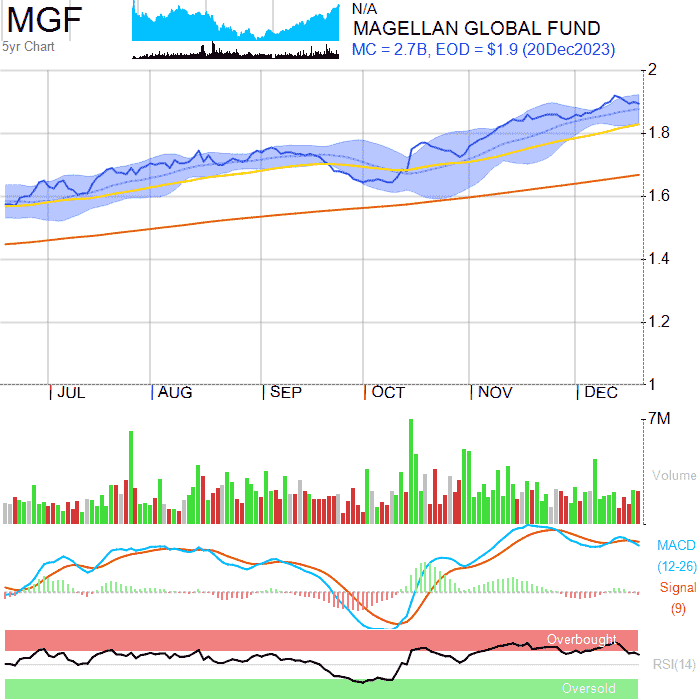 MGF
5yr Chart
N/A
MAGELLAN GLOBAL FUND
MC = 2.7B, EOD = $1.9 (20Dec2023)
2
1.8
1.6
1.4
1.2
1
JUL AUG SEP OCT NOV DEC
7M
Volume
MACD
(12-26)
Signal
(9)
Overbought
RSI(14)
Oversold